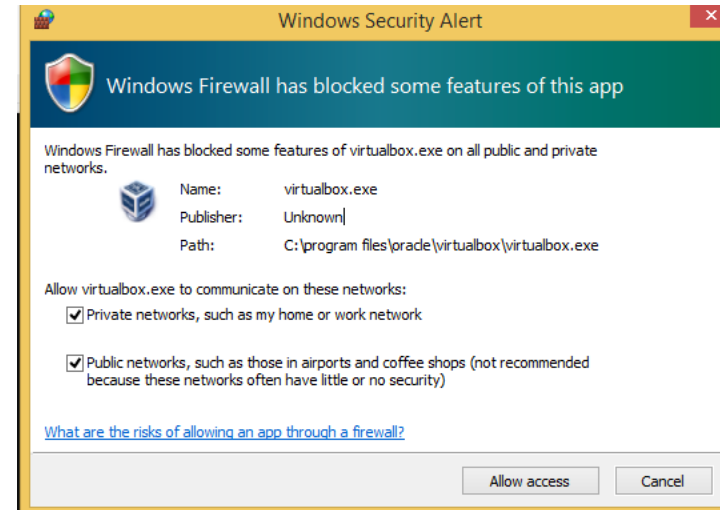 Windows Security Alert
Windows Firewall has blocked some features of this app
Windows Firewall has blocked some features of virtualbox.exe on all public and private
networks.
Name: virtualbox.exe
Publisher: Unknown
Path: C:\program files\oracle\virtualbox\virtualbox.exe
Allow virtualbox.exe to communicate on these networks:
Private networks, such as my home or work network
Public networks, such as those in airports and coffee shops (not recommended
because these networks often have little or no security)
What are the risks of allowing an app through a firewall?
Allow access Cancel